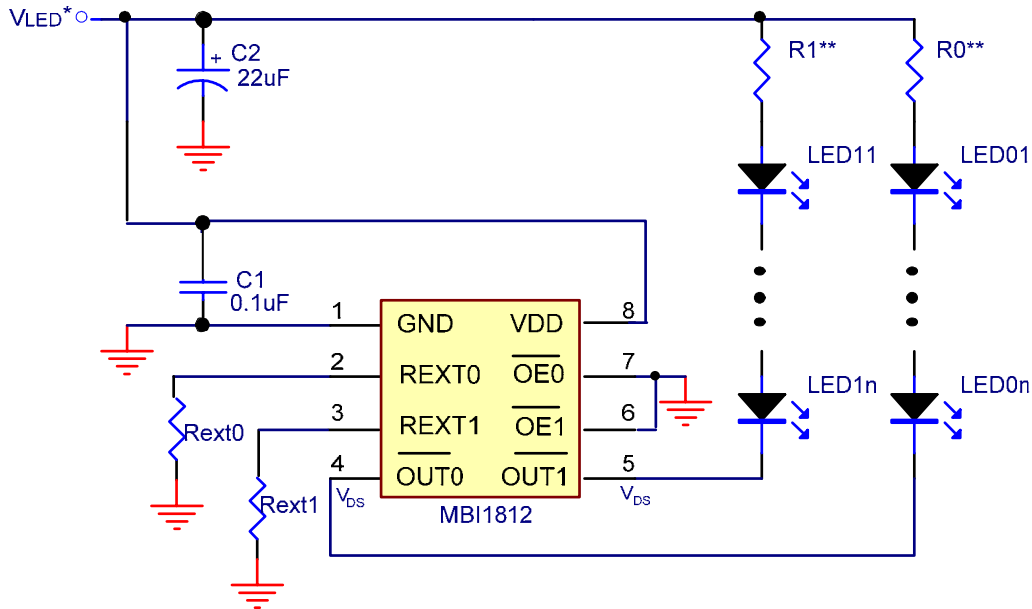 VLED*
C2
+
22uF
R1**
R0**
LED11
LED01
C1
0.1uF
1
GND
VDD
8
2
REXT0
OE0
7
3
REXT1
OE1
6
4
OUT0
OUT1
5
VDS
VDS
MBI1812
Rext0
Rext1
LED1n
LED0n